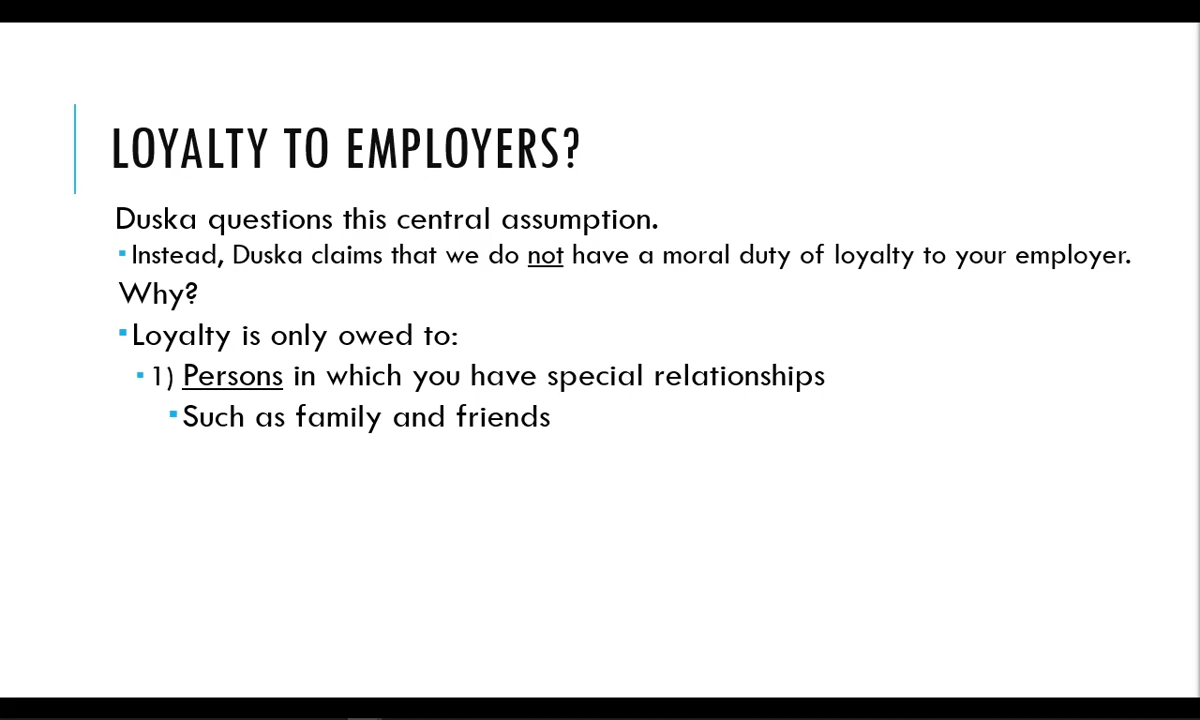 LOYALTY TO EMPLOYERS?
Duska questions this central assumption.
▪Instead, Duska claims that we do not have a moral duty of loyalty to your employer.
Why?
▪Loyalty is only owed to:
▪1) Persons in which you have special relationships
▪Such as family and friends